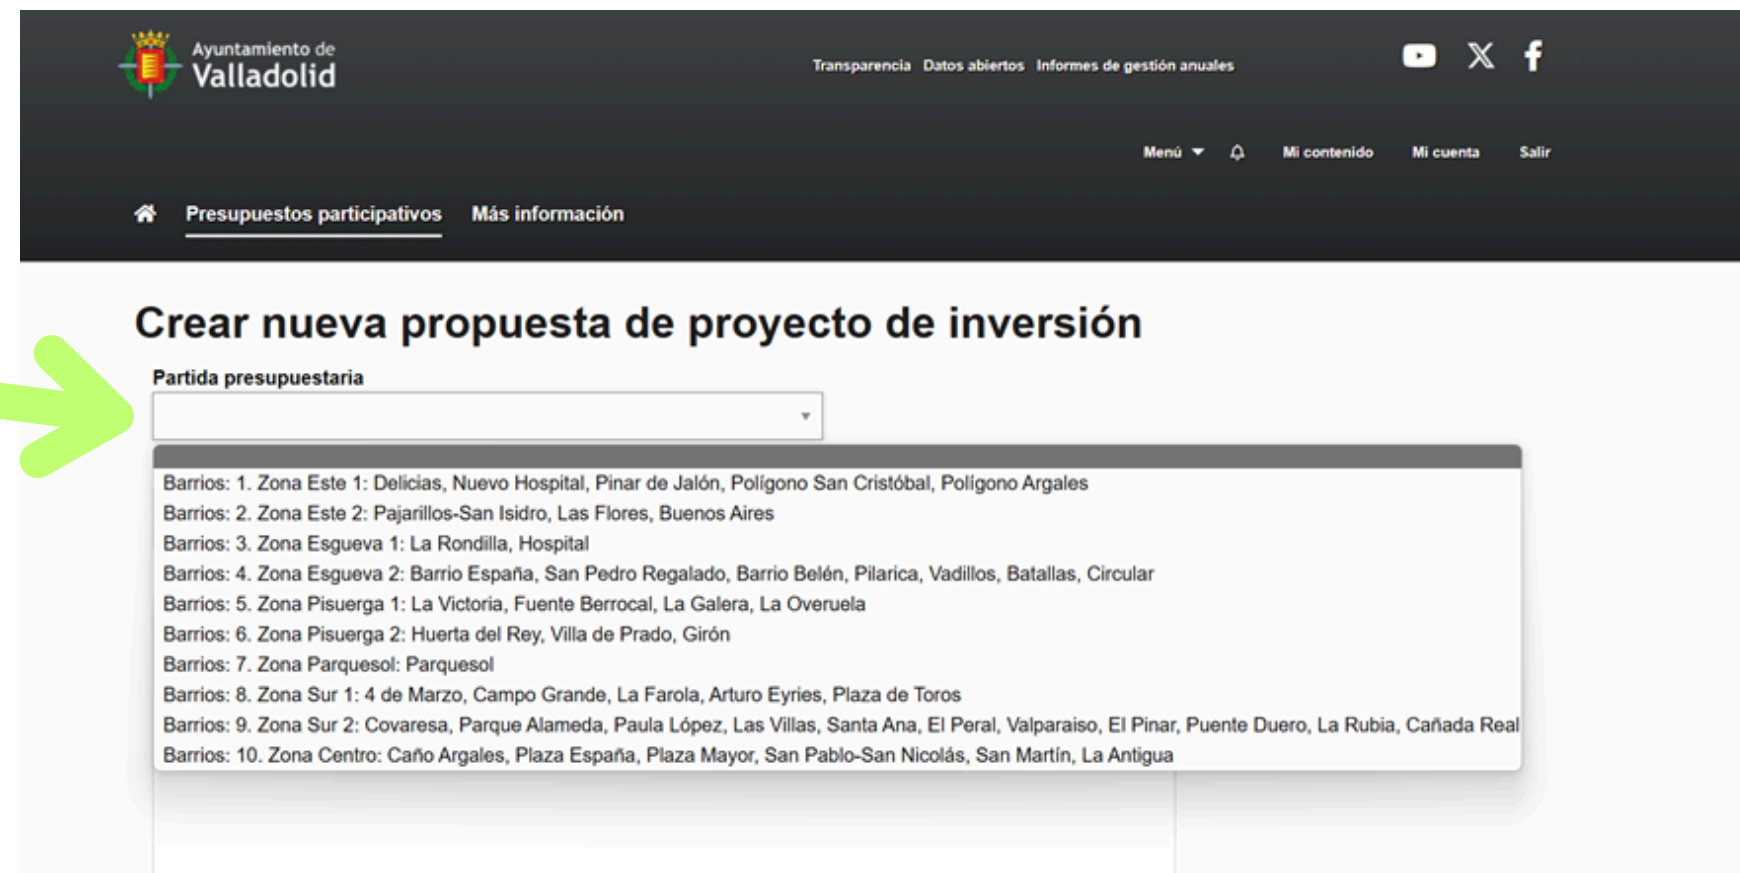 Ayuntamiento de
Valladolid
Transparencia Datos abiertos Informes de gestión anuales
Menú Mi contenido Mi cuenta Salir
Presupuestos participativos Más información
Crear nueva propuesta de proyecto de inversión
Partida presupuestaria
Barrios: 1. Zona Este 1: Delicias, Nuevo Hospital, Pinar de Jalón, Polígono San Cristóbal, Polígono Argales
Barrios: 2. Zona Este 2: Pajarillos-San Isidro, Las Flores, Buenos Aires
Barrios: 3. Zona Esgueva 1: La Rondilla, Hospital
Barrios: 4. Zona Esgueva 2: Barrio España, San Pedro Regalado, Barrio Belén, Pilarica, Vadillos, Batallas, Circular
Barrios: 5. Zona Pisuerga 1: La Victoria, Fuente Berrocal, La Galera, La Overuela
Barrios: 6. Zona Pisuerga 2: Huerta del Rey, Villa de Prado, Girón
Barrios: 7. Zona Parquesol: Parquesol
Barrios: 8. Zona Sur 1: 4 de Marzo, Campo Grande, La Farola, Arturo Eyries, Plaza de Toros
Barrios: 9. Zona Sur 2: Covaresa, Parque Alameda, Paula López, Las Villas, Santa Ana, El Peral, Valparaiso, El Pinar, Puente Duero, La Rubia, Cañada Real
Barrios: 10. Zona Centro: Caño Argales, Plaza España, Plaza Mayor, San Pablo-San Nicolás, San Martín, La Antigua